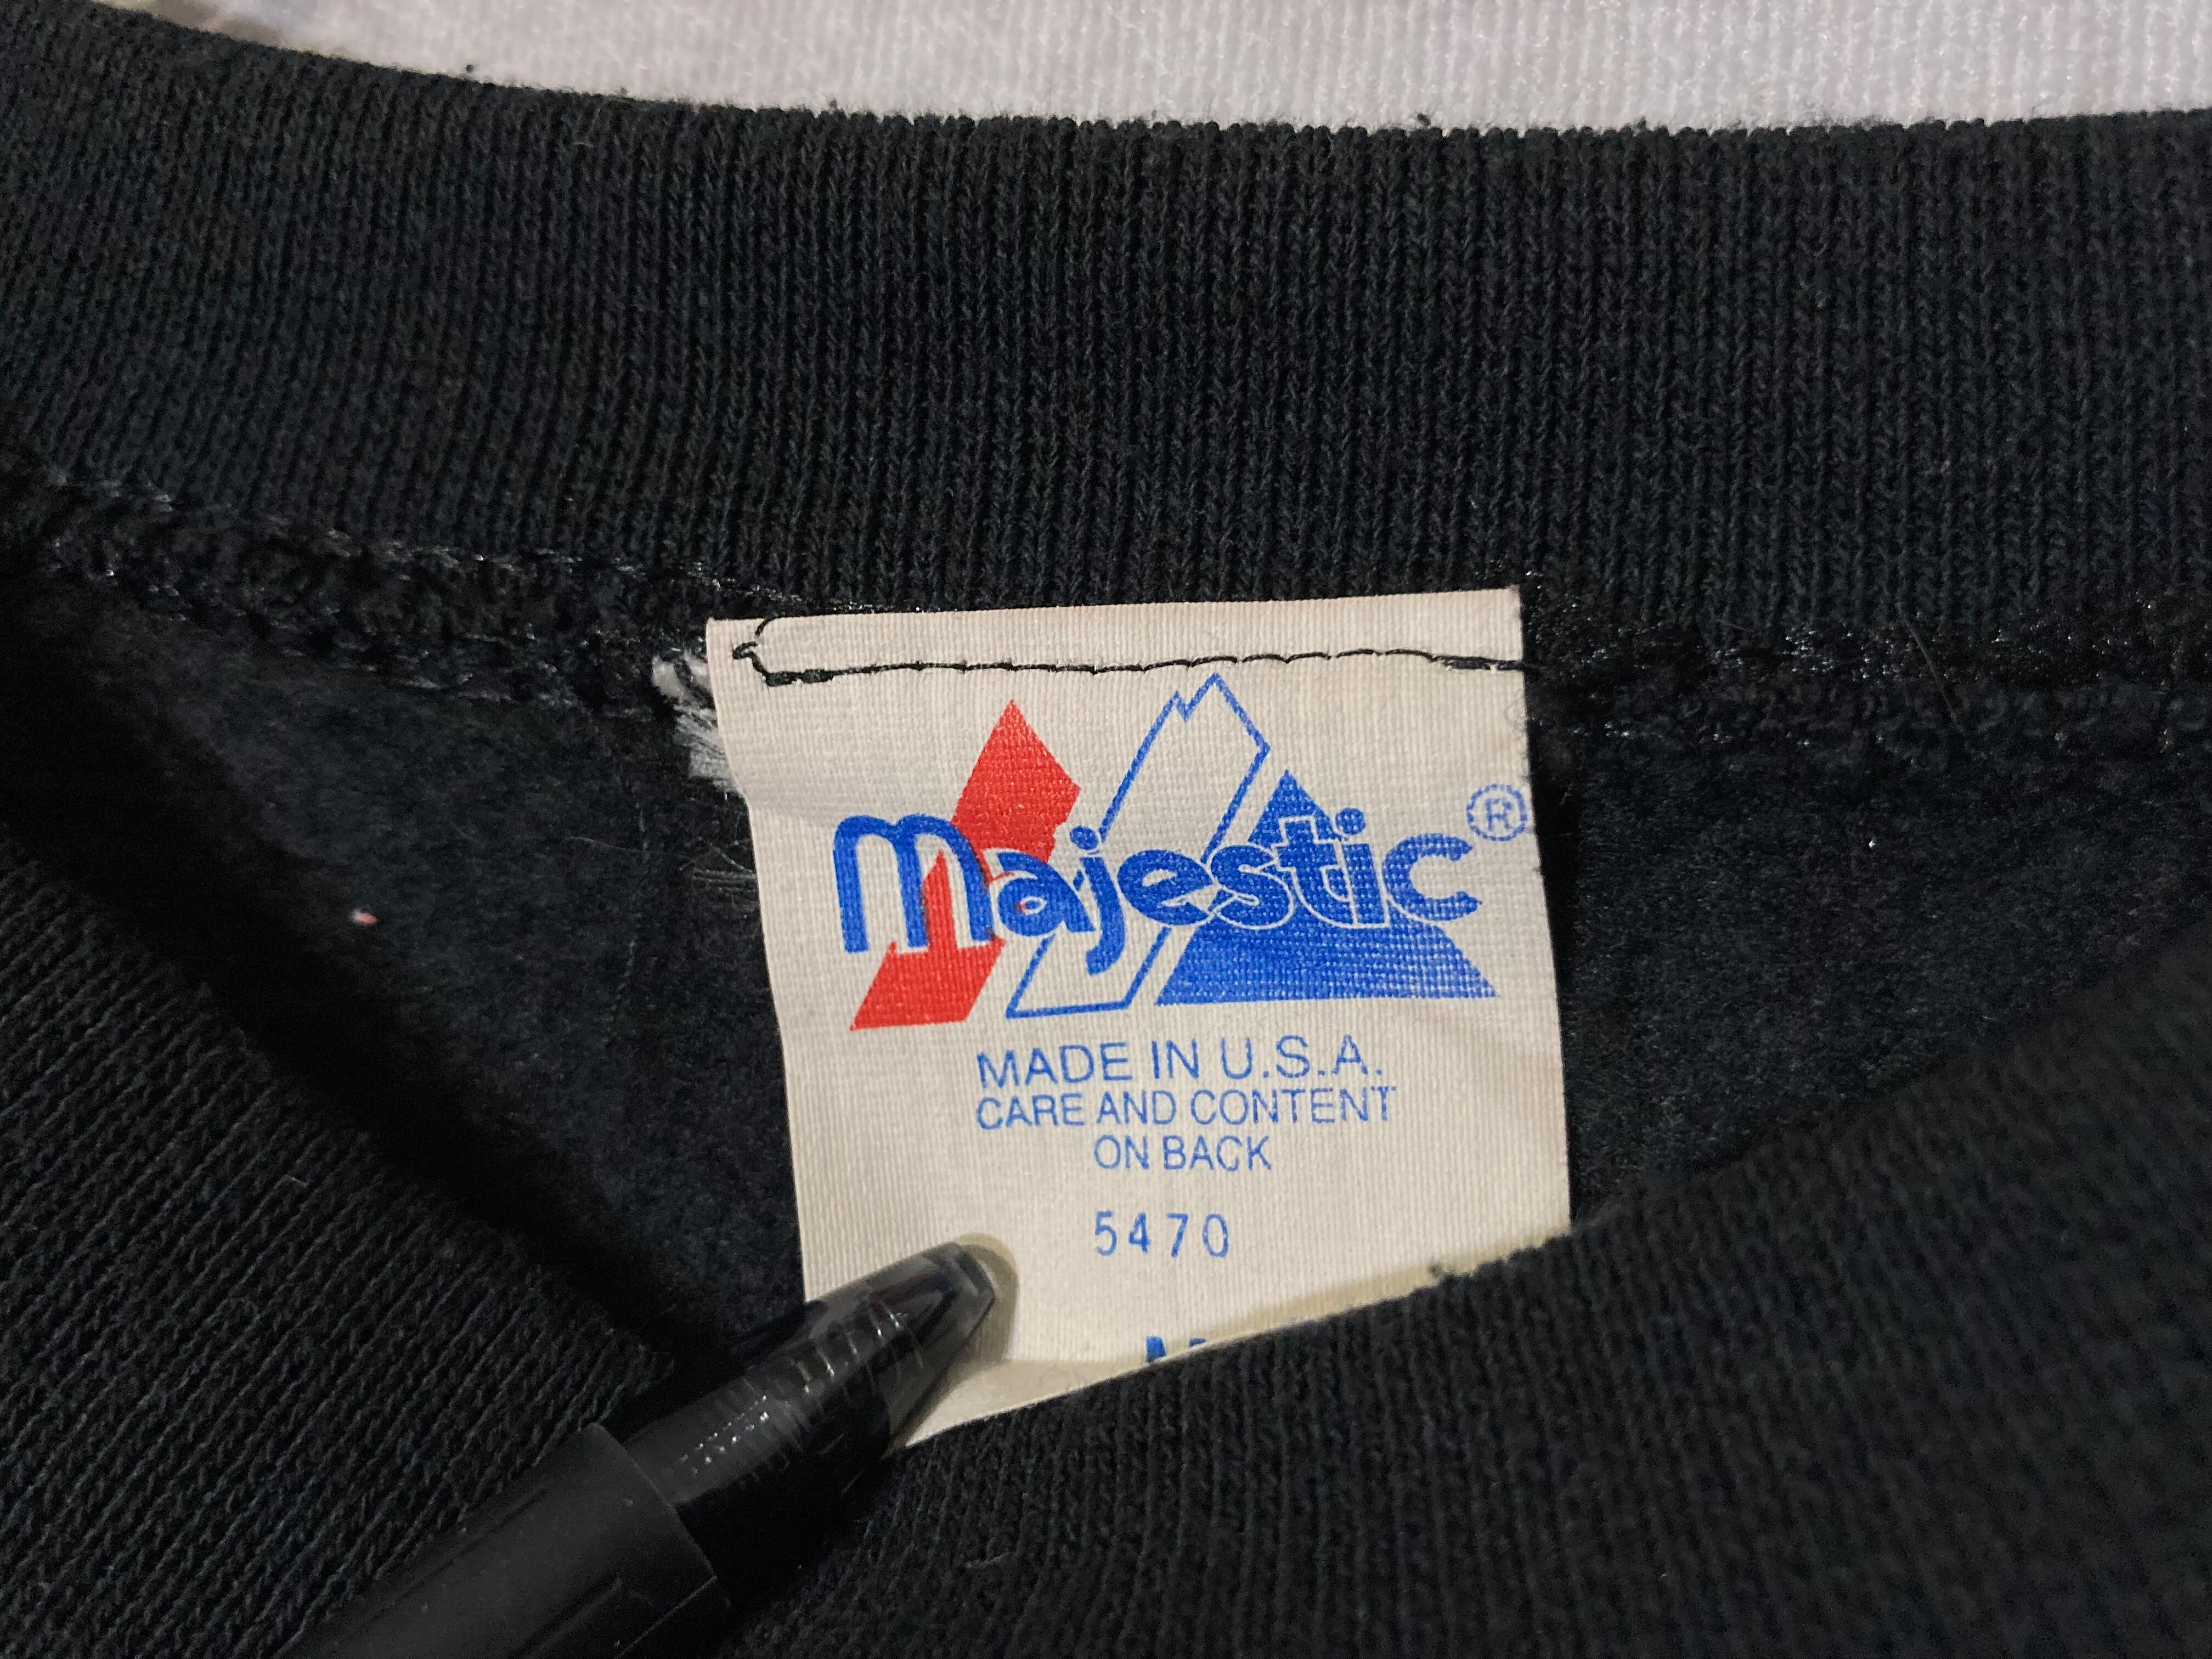 Majestic®
MADE IN U.S.A.
CARE AND CONTENT
ON BACK
5470